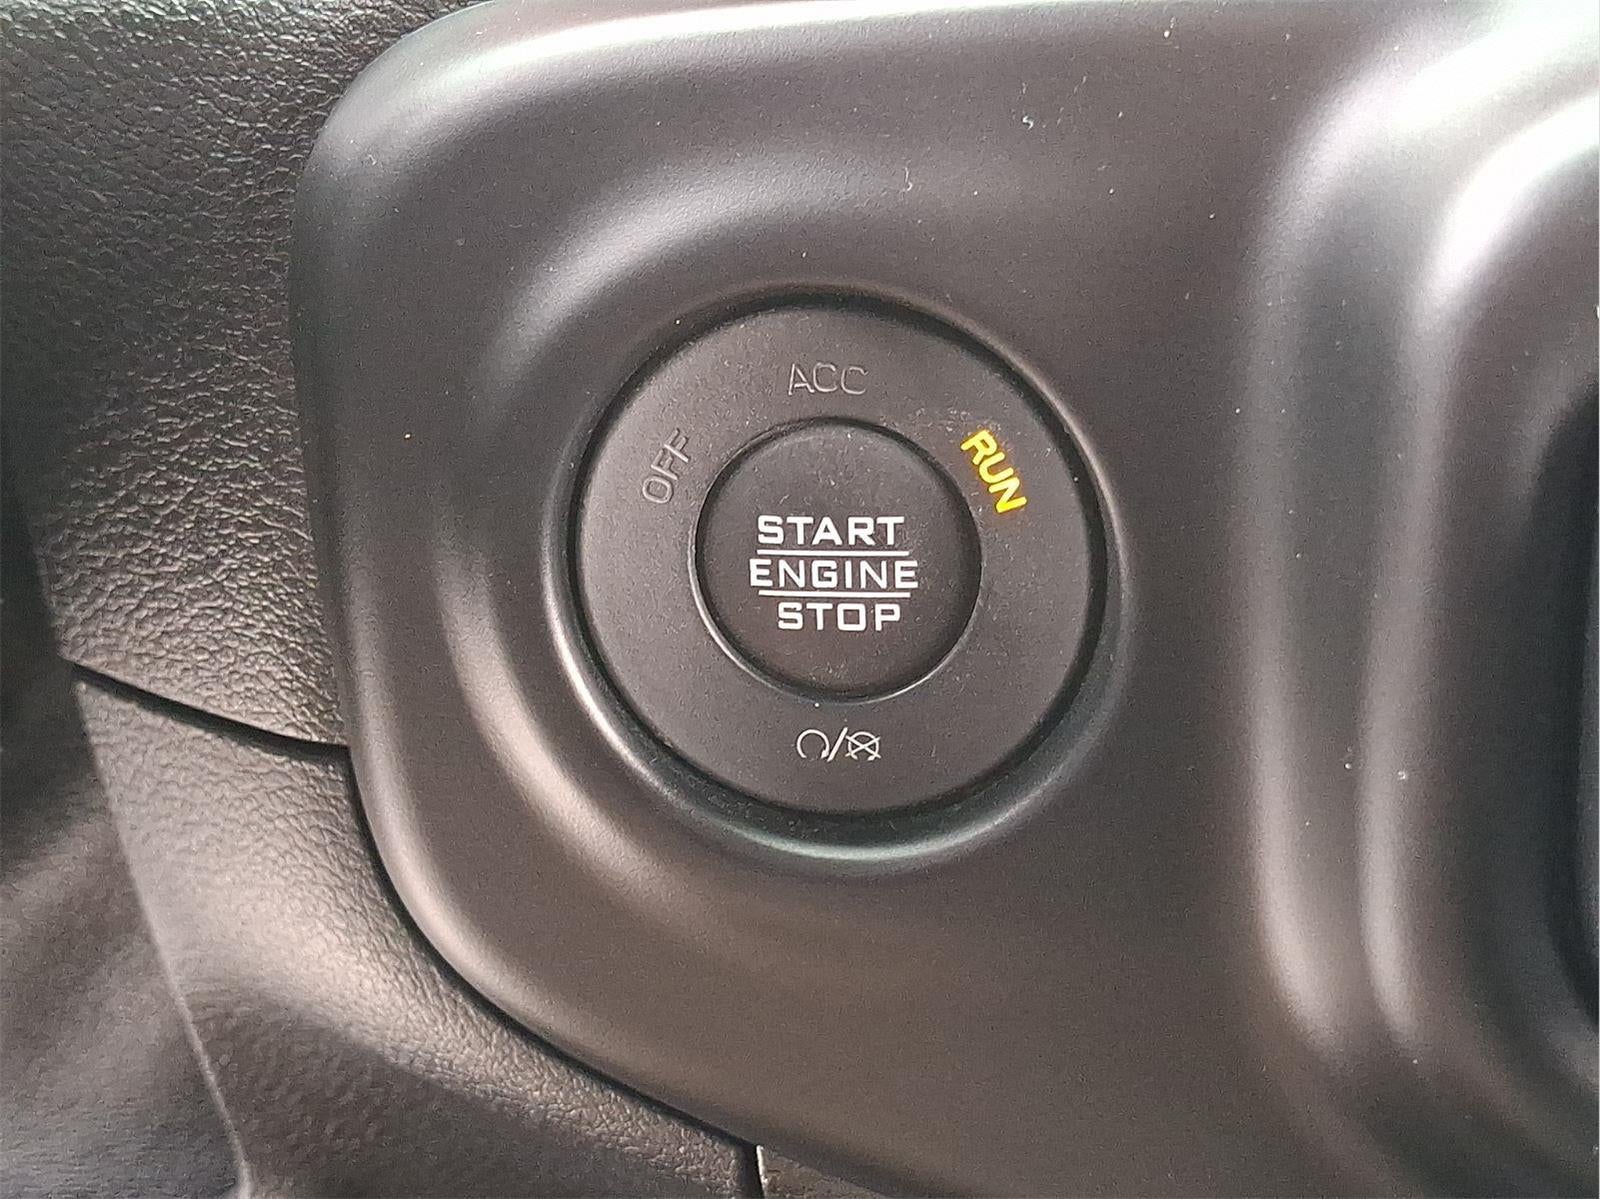 ACC
OFF
RUN
START
ENGINE
STOP